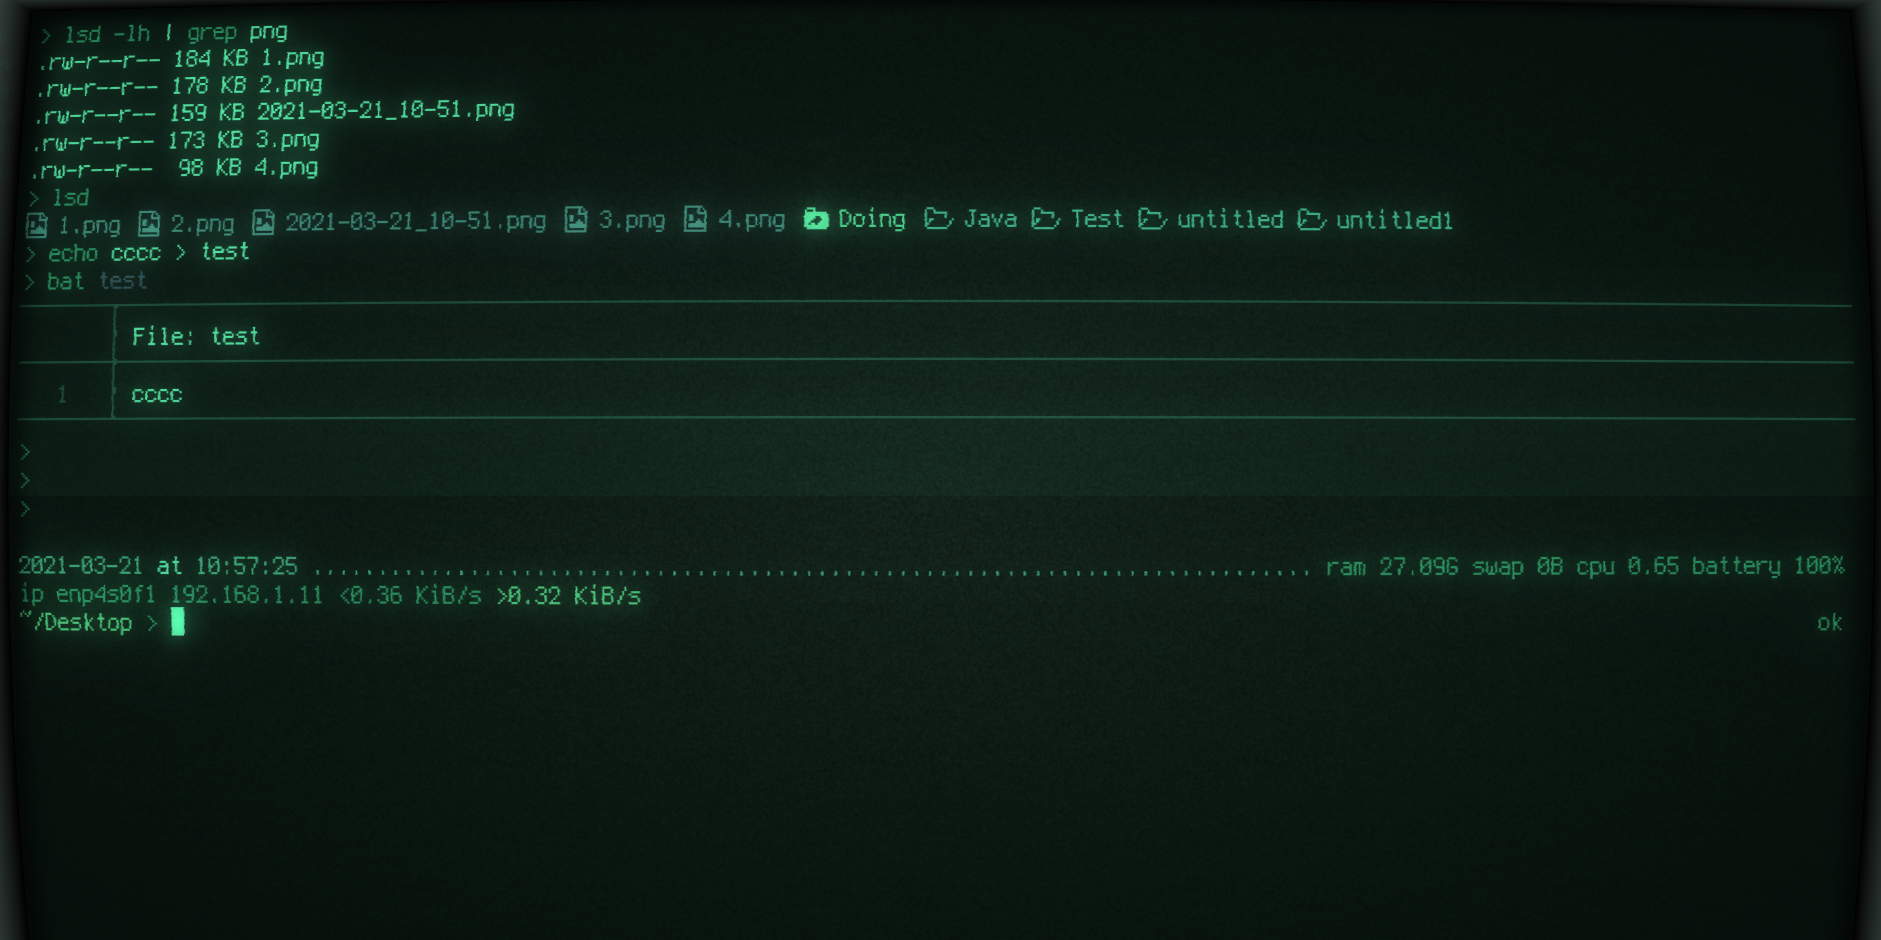 > lsd -lh | grep png
.rw-r--r-- 184 KB 1.png
.rw-r--r-- 178 KB 2.png
.rw-r--r-- 159 KB 2021-03-21_10-51.png
.rw-r--r-- 173 KB 3.png
.rw-r--r--  98 KB 4.png
> lsd
1.png 2.png 2021-03-21_10-51.png 3.png 4.png Doing Java Test untitled untitled1
> echo cccc > test
> bat test
File: test
1 cccc
>
>
>
2021-03-21 at 10:57:25 ............................................................................. ram 27.09G swap 0B cpu 0.65 battery 100%
ip enp4s0f1 192.168.1.11 <0.36 KiB/s >0.32 KiB/s
~/Desktop > ok